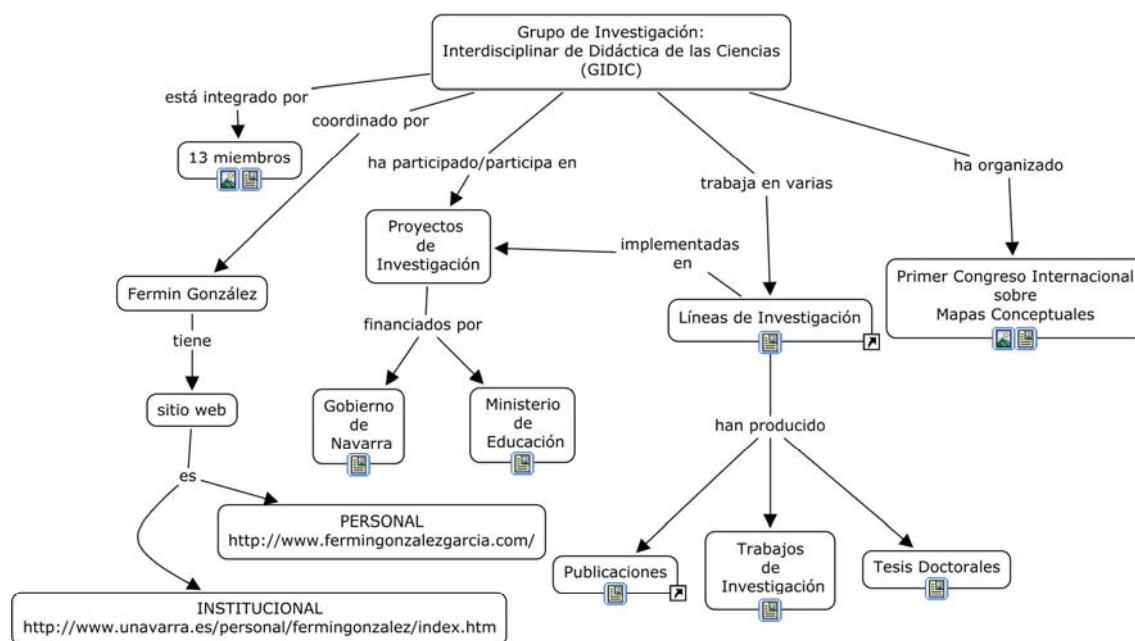 Grupo de Investigación:
Interdisciplinar de Didáctica de las Ciencias
(GIDIC)
está integrado por
coordinado por
13 miembros
ha participado/participa en
trabaja en varias
ha organizado
Proyectos
de
Investigación
implementadas
en
Primer Congreso Internacional
sobre
Mapas Conceptuales
Fermin González
Líneas de Investigación
tiene
financiados por
sitio web
Gobierno
de
Navarra
Ministerio
de
Educación
han producido
es
PERSONAL
http://www.fermingonzalezgarcia.com/
Publicaciones
Trabajos
de
Investigación
Tesis Doctorales
INSTITUCIONAL
http://www.unavarra.es/personal/fermingonzalez/index.htm